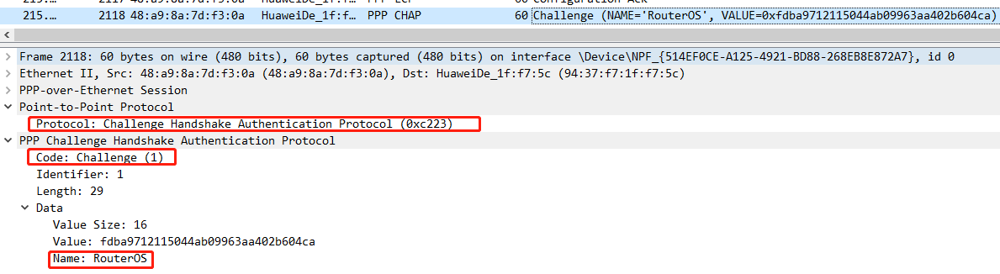 2118 48:a9:8a:7d:f3:0a HuaweiDe_1f:f… PPP CHAP 60 Challenge (NAME='RouterOS', VALUE=0xfdba9712115044ab09963aa402b604ca)
Frame 2118: 60 bytes on wire (480 bits), 60 bytes captured (480 bits) on interface \Device\NPF_{514EF0CE-A125-4921-BD88-268EB8E872A7}, id 0
Ethernet II, Src: 48:a9:8a:7d:f3:0a (48:a9:8a:7d:f3:0a), Dst: HuaweiDe_1f:f7:5c (94:37:f7:1f:f7:5c)
PPP-over-Ethernet Session
Point-to-Point Protocol
Protocol: Challenge Handshake Authentication Protocol (0xc223)
PPP Challenge Handshake Authentication Protocol
Code: Challenge (1)
Identifier: 1
Length: 29
Data
Value Size: 16
Value: fdba9712115044ab09963aa402b604ca
Name: RouterOS